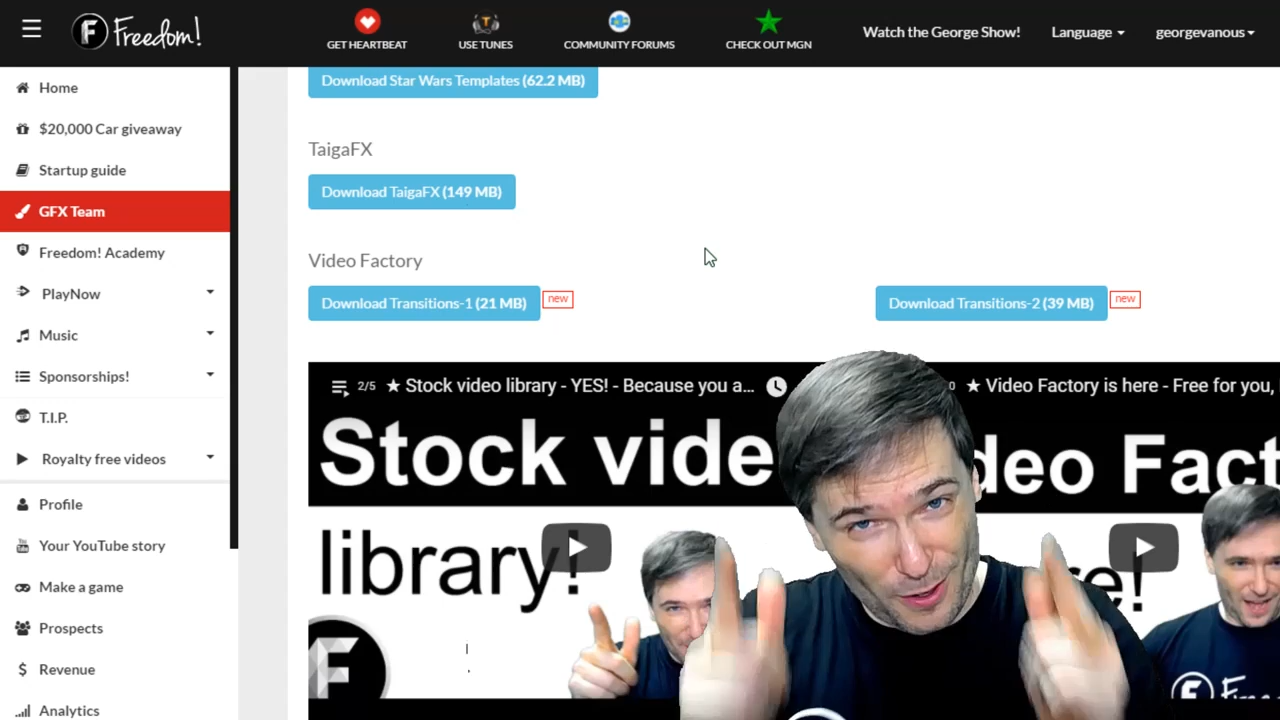 Freedom!
GET HEARTBEAT
USE TUNES
COMMUNITY FORUMS
CHECK OUT MGN
Watch the George Show!
Language
georgevanous
Home
$20,000 Car giveaway
Startup guide
GFX Team
Freedom! Academy
PlayNow
Music
Sponsorships!
T.I.P.
Royalty free videos
Profile
Your YouTube story
Make a game
Prospects
Revenue
Analytics
Download Star Wars Templates (62.2 MB)
TaigaFX
Download TaigaFX (149 MB)
Video Factory
Download Transitions-1 (21 MB) new
Download Transitions-2 (39 MB) new
2/5 ★ Stock video library - YES! - Because you a...
★ Video Factory is here - Free for you,
Stock vide
library!
deo Fact
re!